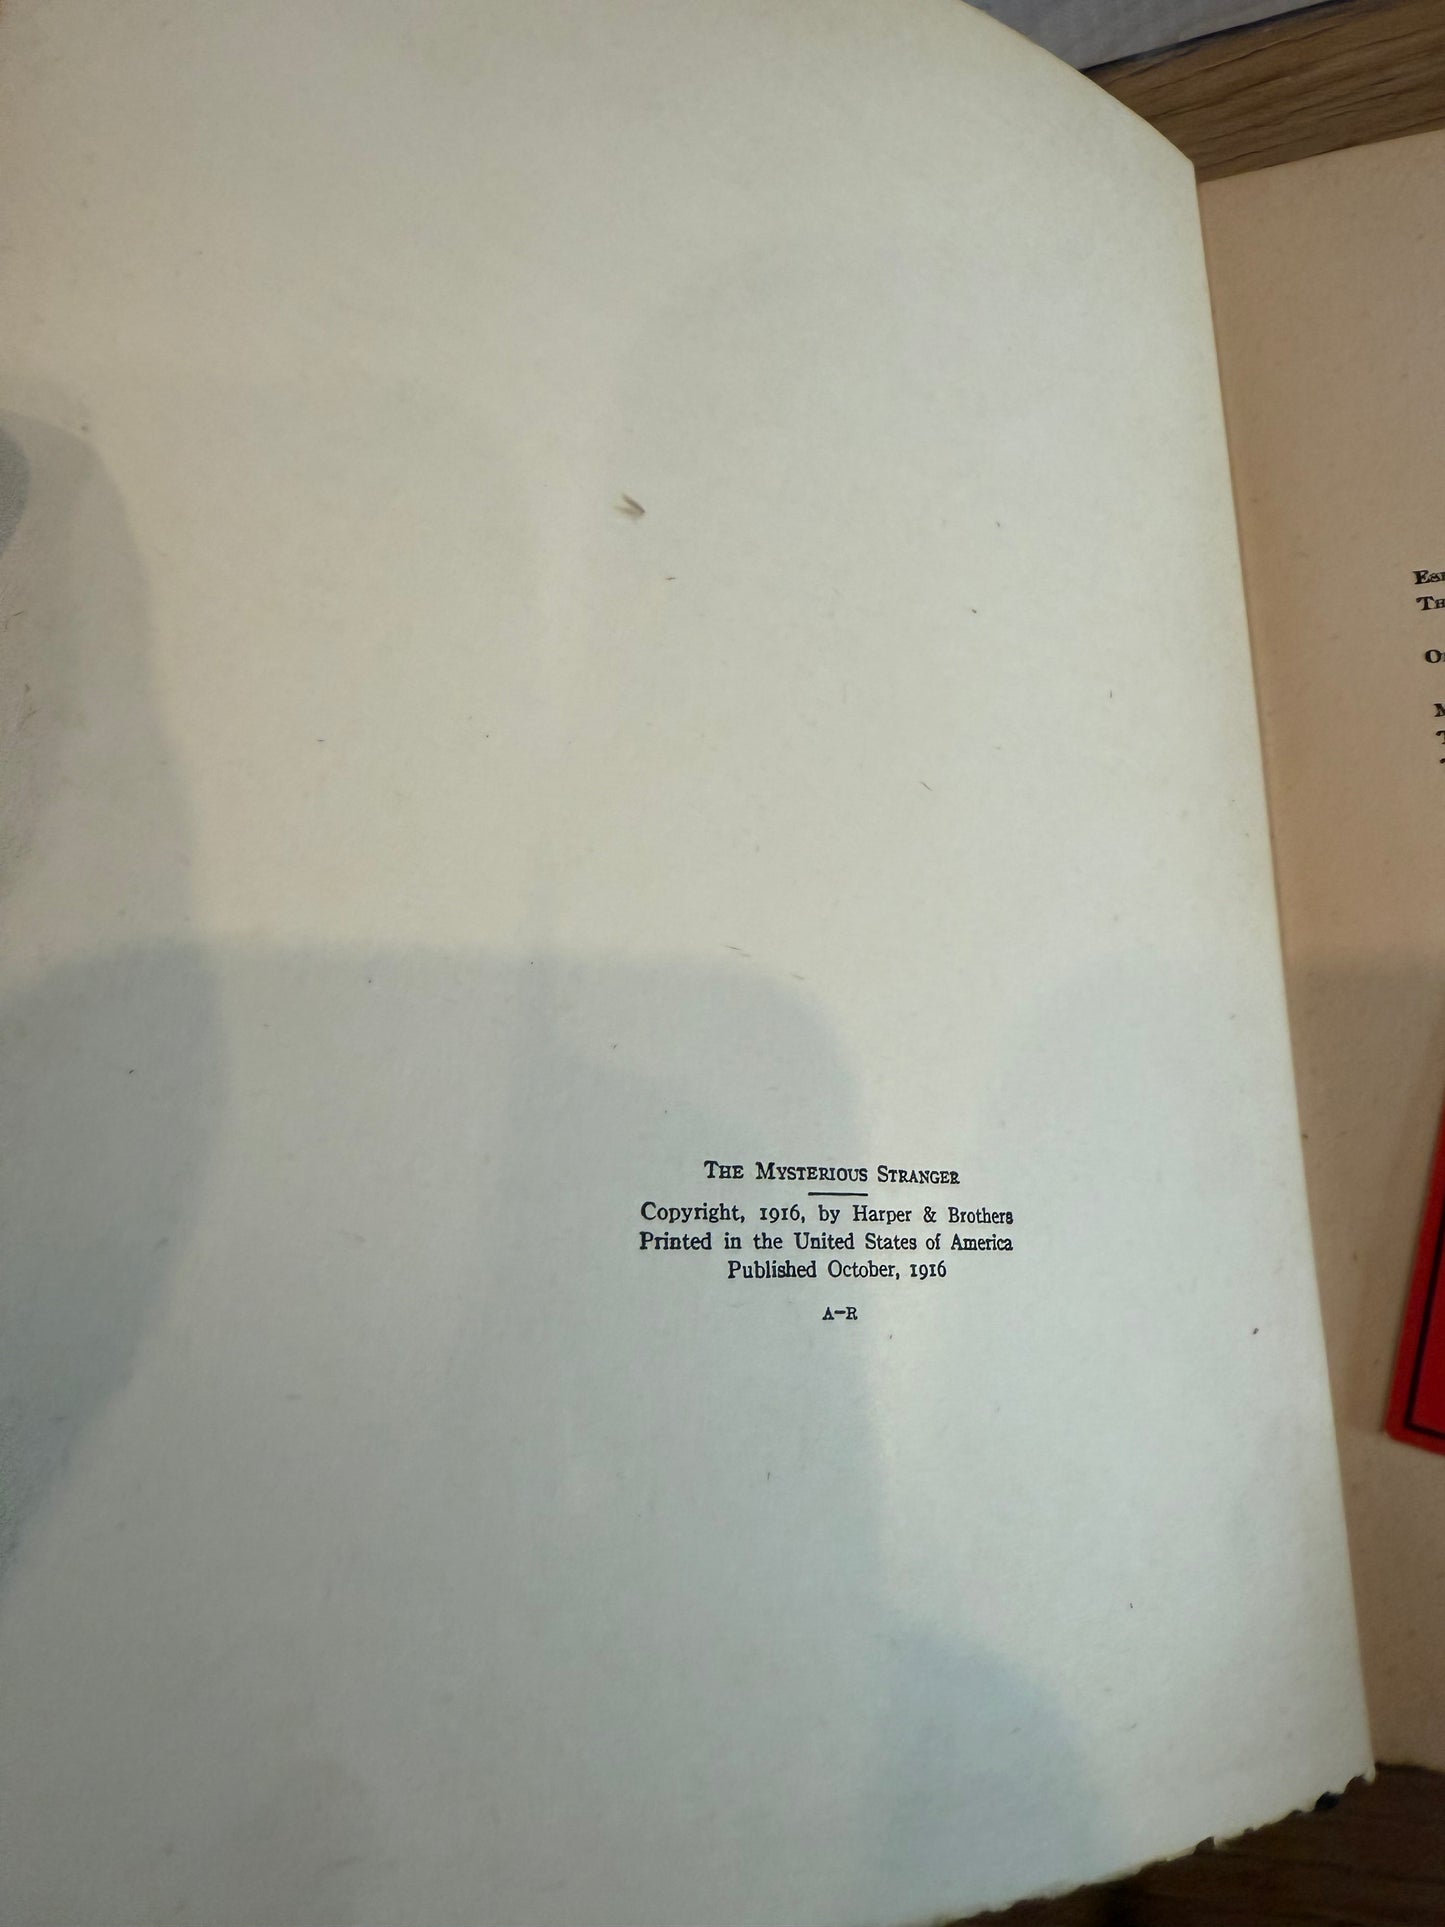 The Mysterious Stranger
Copyright, 1916, by Harper & Brothers
Printed in the United States of America
Published October, 1916
A-R